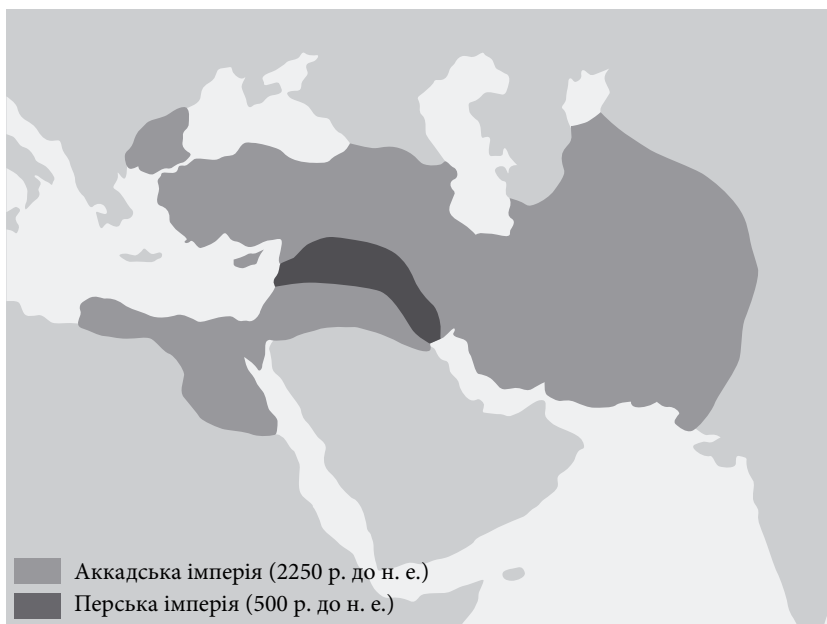 Аккадська імперія (2250 р. до н. е.)
Перська імперія (500 р. до н. е.)